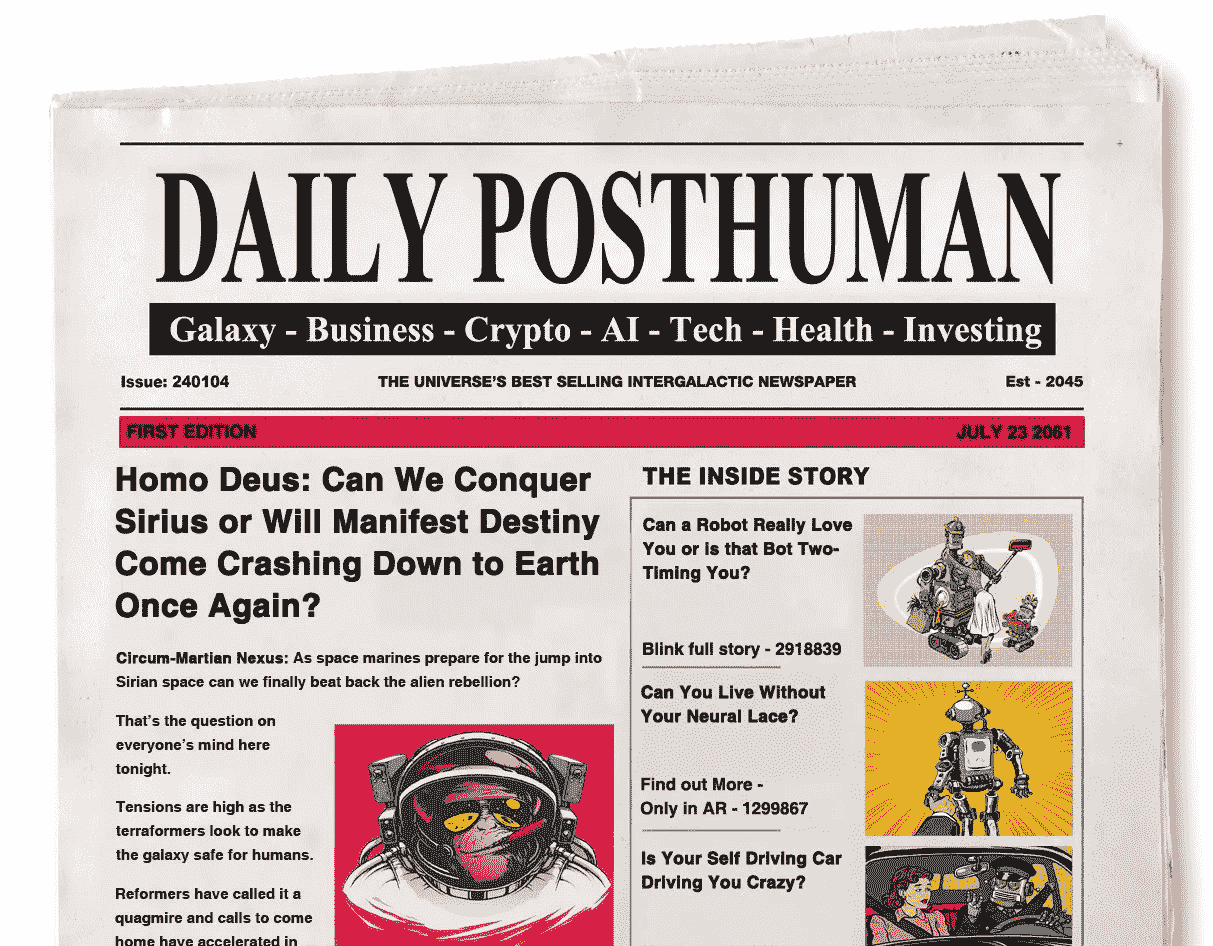 DAILY POSTHUMAN
Galaxy - Business - Crypto - AI - Tech - Health - Investing
Issue: 240104
THE UNIVERSE'S BEST SELLING INTERGALACTIC NEWSPAPER
Est - 2045
FIRST EDITION
JULY 23 2061
Homo Deus: Can We Conquer
Sirius or Will Manifest Destiny
Come Crashing Down to Earth
Once Again?
Circum-Martian Nexus: As space marines prepare for the jump into
Sirian space can we finally beat back the alien rebellion?
That's the question on
everyone's mind here
tonight.
Tensions are high as the
terraformers look to make
the galaxy safe for humans.
Reformers have called it a
quagmire and calls to come
home have accelerated in
THE INSIDE STORY
Can a Robot Really Love
You or is that Bot Two-
Timing You?
Blink full story - 2918839
Can You Live Without
Your Neural Lace?
Find out More -
Only in AR - 1299867
Is Your Self Driving Car
Driving You Crazy?